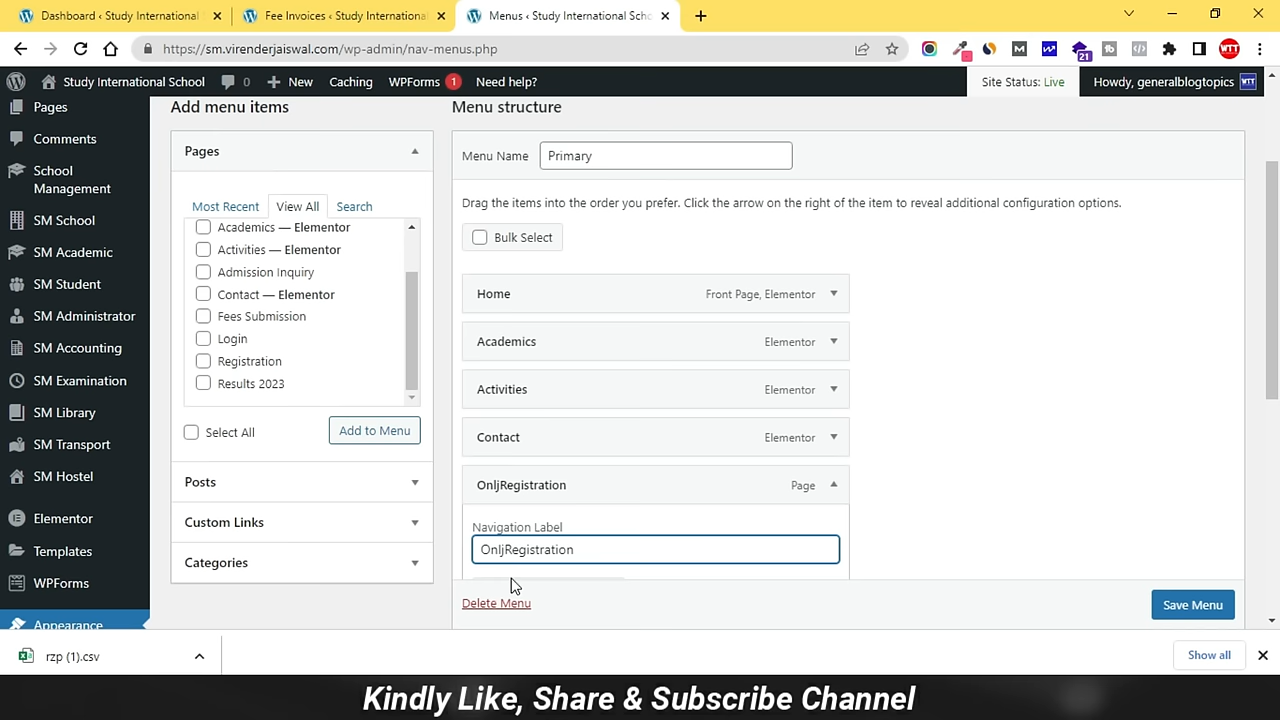 Dashboard ‹ Study International
Fee Invoices ‹ Study International
Menus ‹ Study International Scho
https://sm.virenderjaiswal.com/wp-admin/nav-menus.php
21
WTT
Study International School
0
New
Caching
WPForms 1
Need help?
Site Status: Live
Howdy, generalblogtopics
Pages
Comments
School
Management
SM School
SM Academic
SM Student
SM Administrator
SM Accounting
SM Examination
SM Library
SM Transport
SM Hostel
Elementor
Templates
WPForms
Appearance
Add menu items
Pages
Most Recent
View All
Search
Academics — Elementor
Activities — Elementor
Admission Inquiry
Contact — Elementor
Fees Submission
Login
Registration
Results 2023
Select All
Add to Menu
Posts
Custom Links
Categories
Menu structure
Menu Name
Primary
Drag the items into the order you prefer. Click the arrow on the right of the item to reveal additional configuration options.
Bulk Select
Home
Front Page, Elementor
Academics
Elementor
Activities
Elementor
Contact
Elementor
OnljRegistration
Page
Navigation Label
OnljRegistration
Delete Menu
Save Menu
rzp (1).csv
Show all
Kindly Like, Share & Subscribe Channel